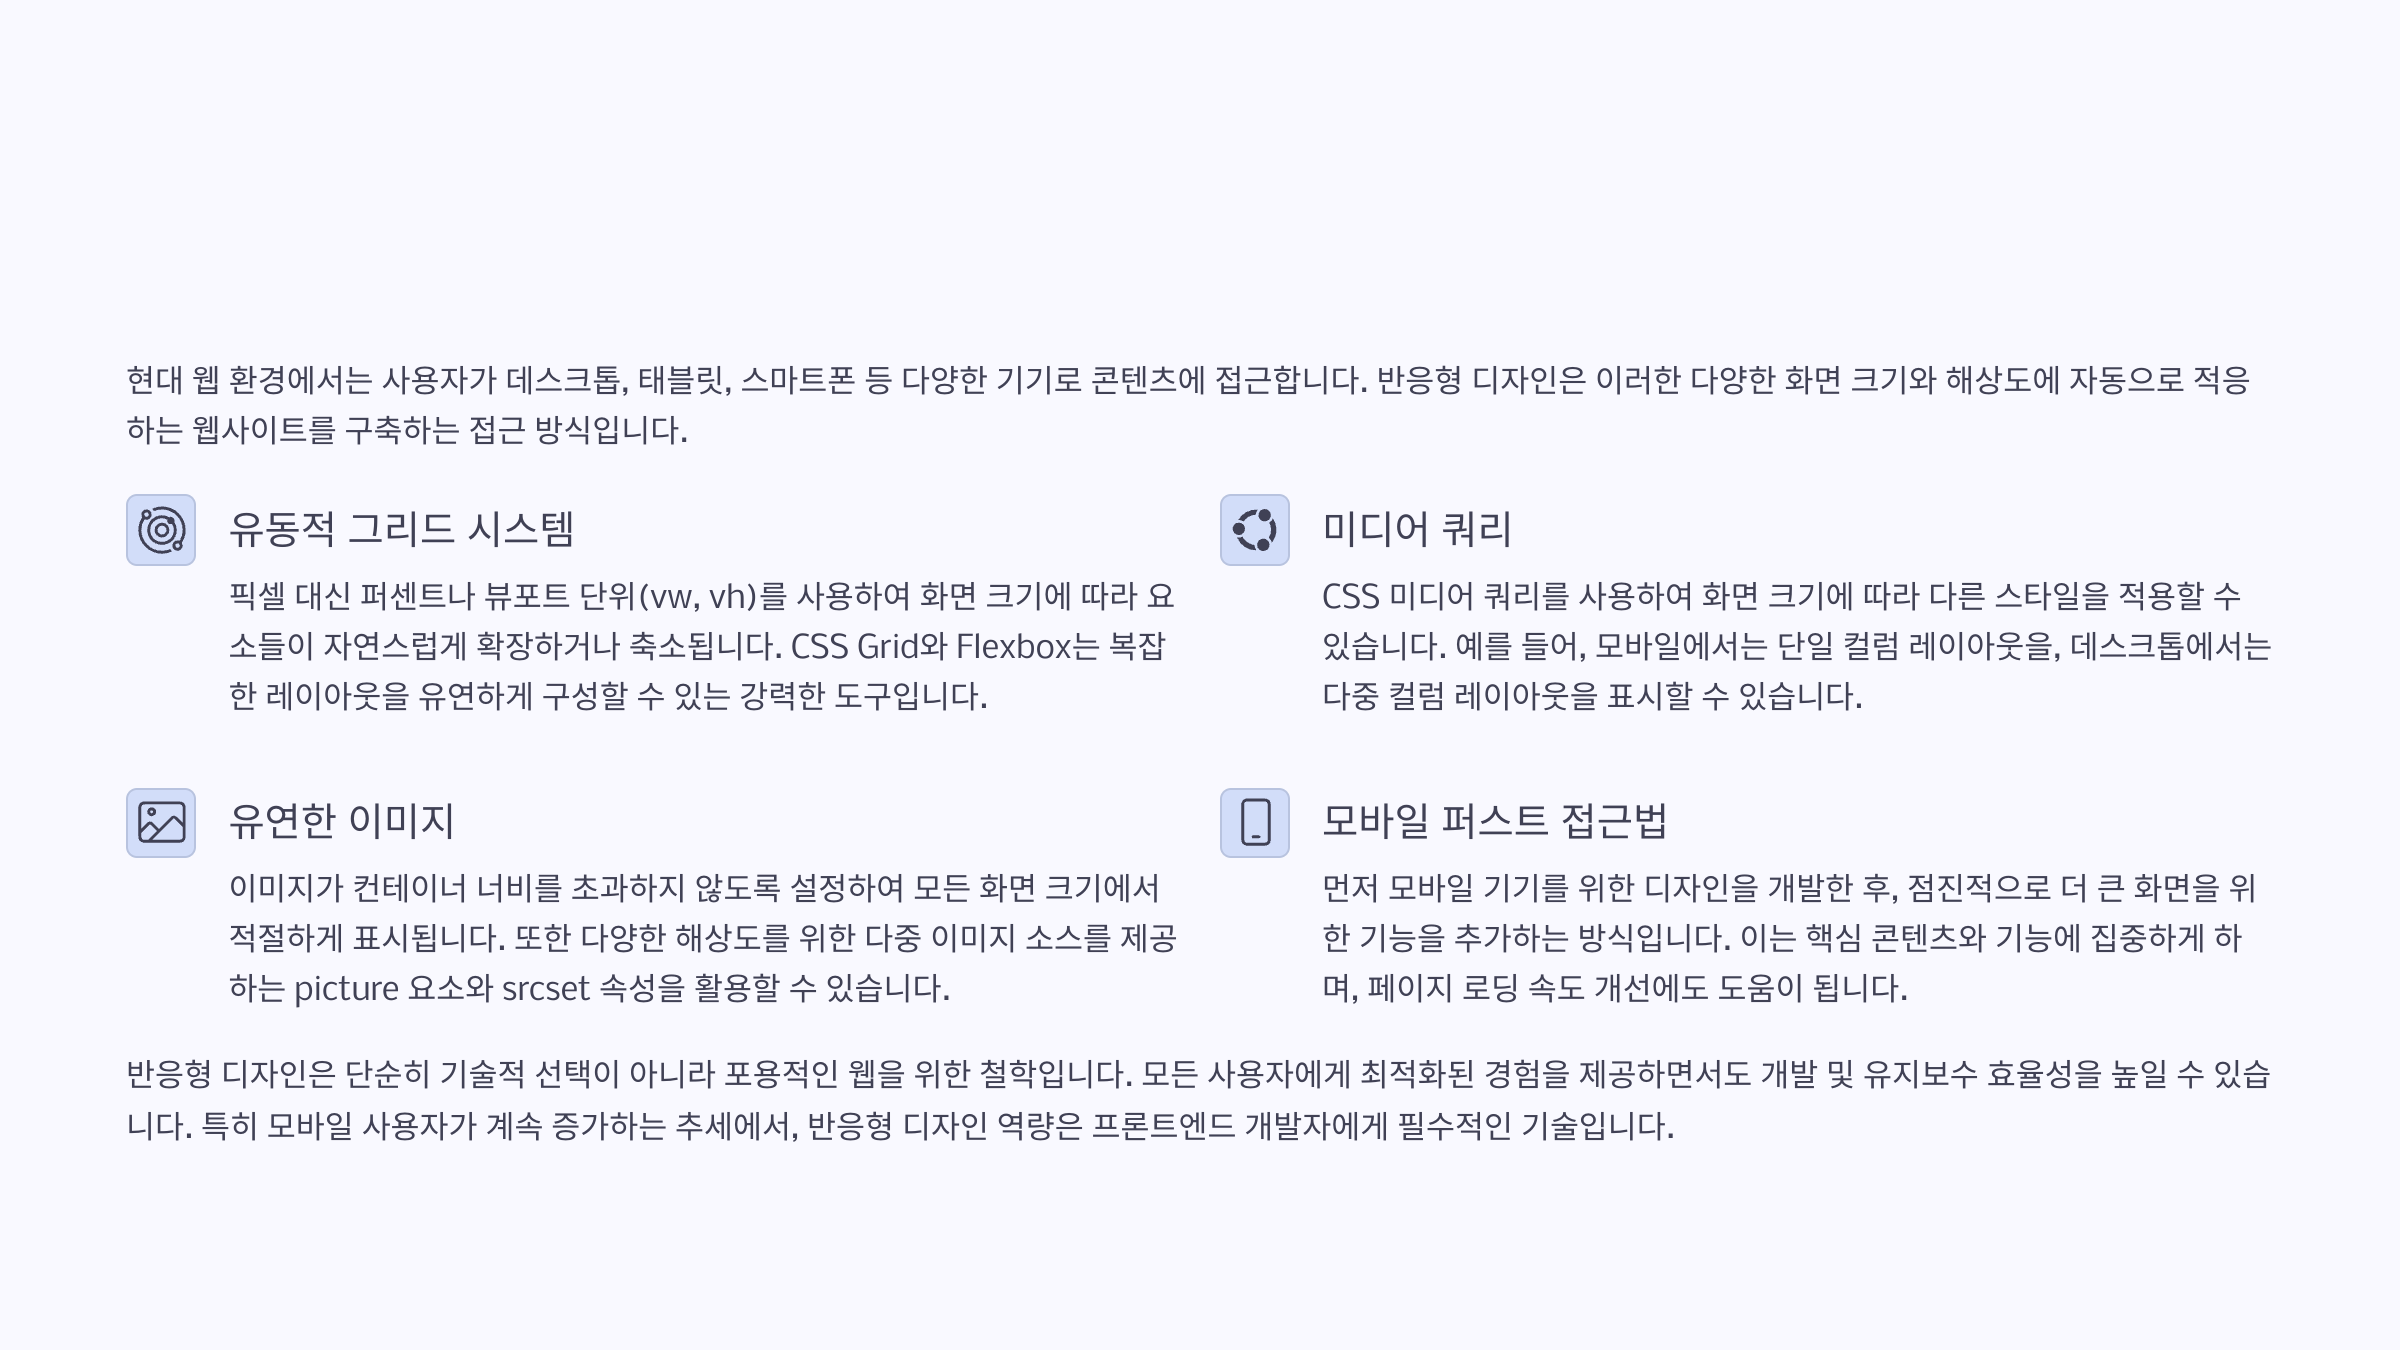 현대 웹 환경에서는 사용자가 데스크톱, 태블릿, 스마트폰 등 다양한 기기로 콘텐츠에 접근합니다. 반응형 디자인은 이러한 다양한 화면 크기와 해상도에 자동으로 적응
하는 웹사이트를 구축하는 접근 방식입니다.
유동적 그리드 시스템
픽셀 대신 퍼센트나 뷰포트 단위(vw, vh)를 사용하여 화면 크기에 따라 요
소들이 자연스럽게 확장하거나 축소됩니다. CSS Grid와 Flexbox는 복잡
한 레이아웃을 유연하게 구성할 수 있는 강력한 도구입니다.
미디어 쿼리
CSS 미디어 쿼리를 사용하여 화면 크기에 따라 다른 스타일을 적용할 수
있습니다. 예를 들어, 모바일에서는 단일 컬럼 레이아웃을, 데스크톱에서는
다중 컬럼 레이아웃을 표시할 수 있습니다.
유연한 이미지
이미지가 컨테이너 너비를 초과하지 않도록 설정하여 모든 화면 크기에서
적절하게 표시됩니다. 또한 다양한 해상도를 위한 다중 이미지 소스를 제공
하는 picture 요소와 srcset 속성을 활용할 수 있습니다.
모바일 퍼스트 접근법
먼저 모바일 기기를 위한 디자인을 개발한 후, 점진적으로 더 큰 화면을 위
한 기능을 추가하는 방식입니다. 이는 핵심 콘텐츠와 기능에 집중하게 하
며, 페이지 로딩 속도 개선에도 도움이 됩니다.
반응형 디자인은 단순히 기술적 선택이 아니라 포용적인 웹을 위한 철학입니다. 모든 사용자에게 최적화된 경험을 제공하면서도 개발 및 유지보수 효율성을 높일 수 있습
니다. 특히 모바일 사용자가 계속 증가하는 추세에서, 반응형 디자인 역량은 프론트엔드 개발자에게 필수적인 기술입니다.